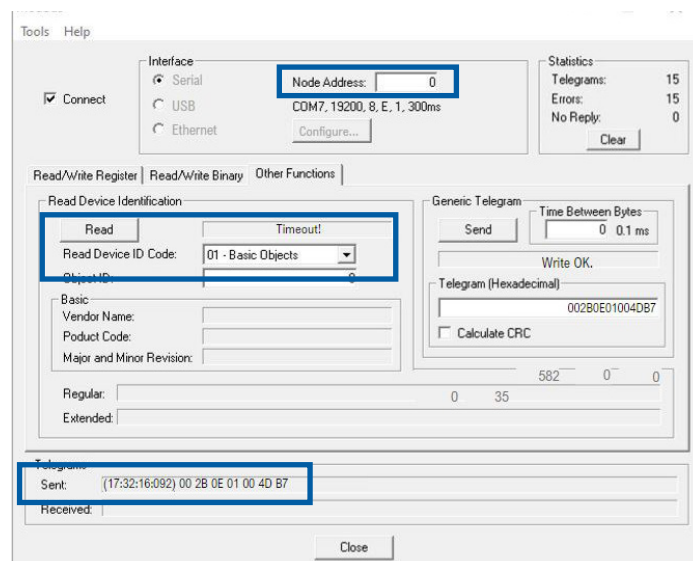 Tools Help
Interface
Serial
USB
Ethernet
Connect
Node Address: 0
COM7, 19200, 8, E, 1, 300ms
Configure...
Statistics
Telegrams: 15
Errors: 15
No Reply: 0
Clear
Read/Write Register Read/Write Binary Other Functions
Read Device Identification
Read Timeout!
Read Device ID Code: 01 - Basic Objects
Basic
Vendor Name:
Poduct Code:
Major and Minor Revision:
Regular:
Extended:
Generic Telegram
Send
Time Between Bytes
0 0.1 ms
Write OK.
Telegram (Hexadecimal)
002B0E01004DB7
Calculate CRC
582 0 0
0 35
Telegrams
Sent: (17:32:16:092) 00 2B 0E 01 00 4D B7
Received:
Close